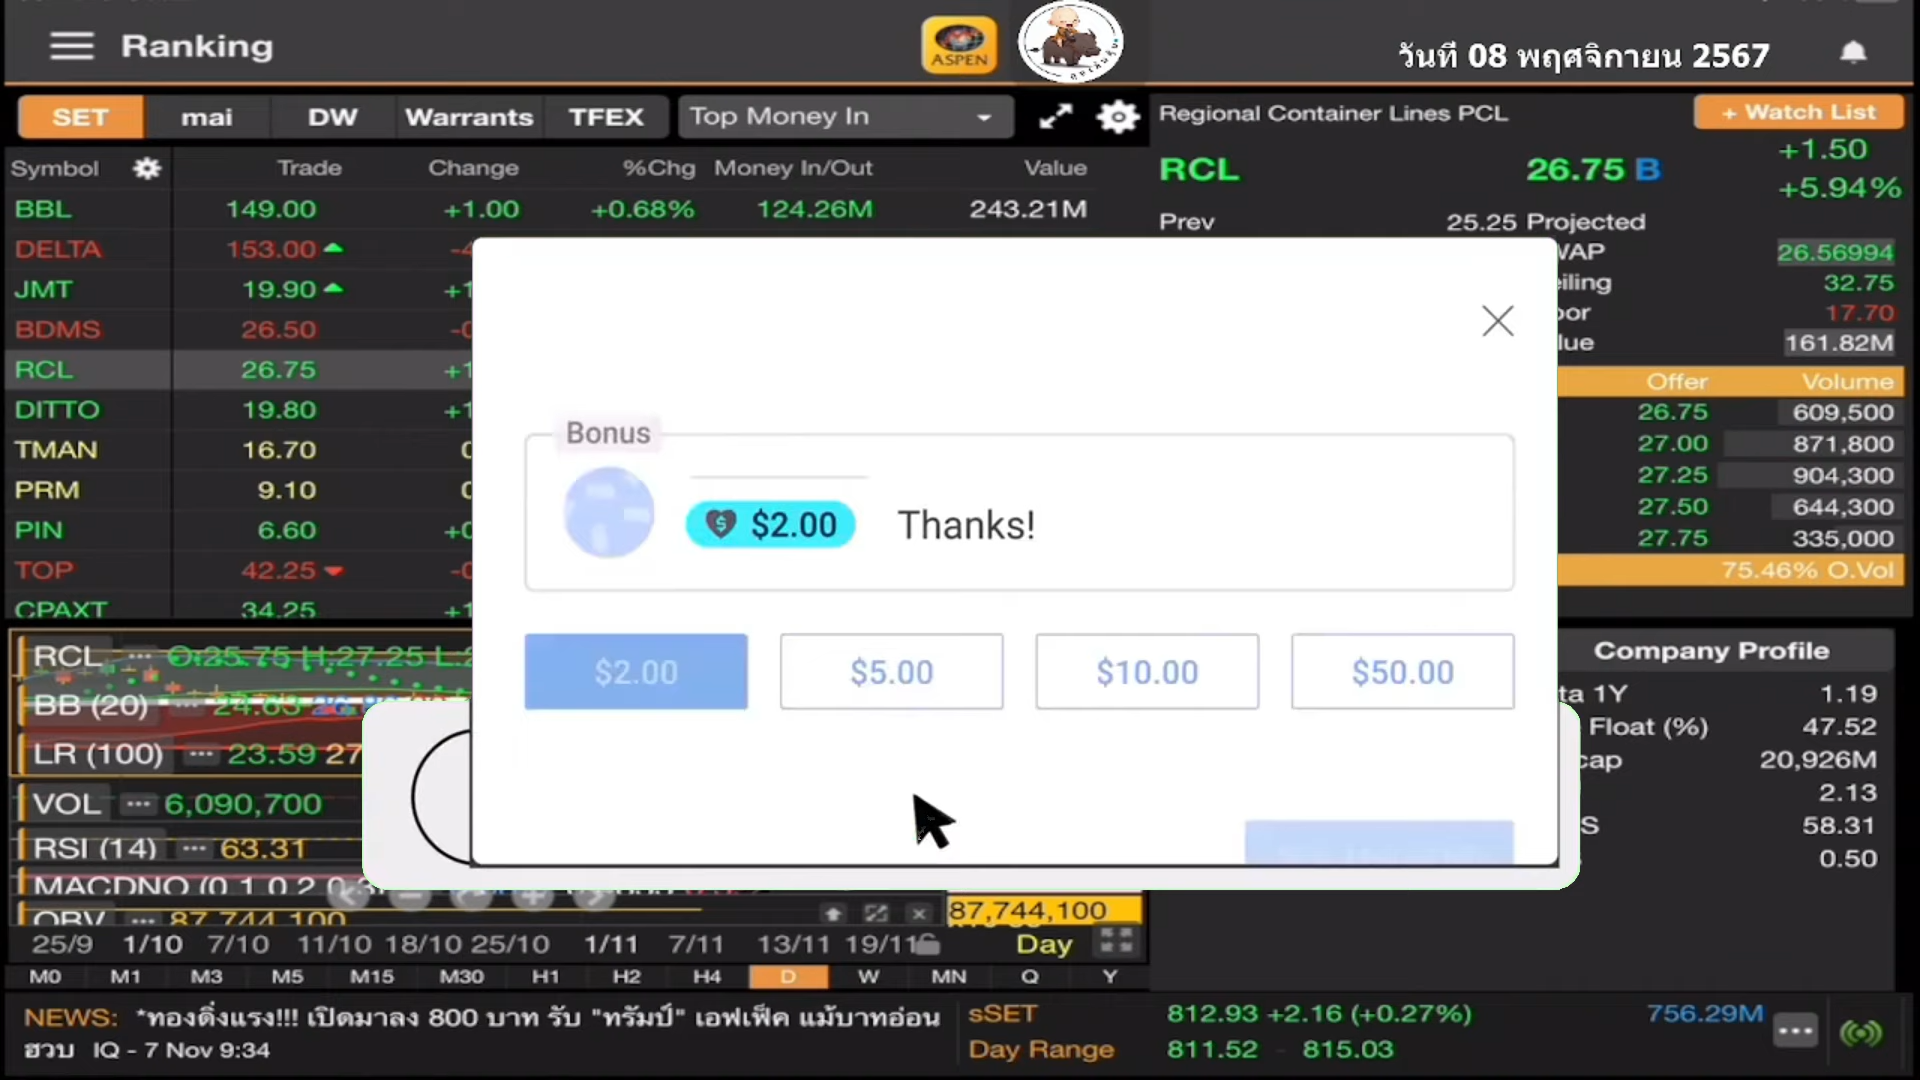 Ranking
ASPEN
วันที่ 08 พฤศจิกายน 2567
SET mai DW Warrants TFEX Top Money In
Symbol Trade Change %Chg Money In/Out Value
BBL 149.00 +1.00 +0.68% 124.26M 243.21M
DELTA 153.00
JMT 19.90
BDMS 26.50
RCL 26.75
DITTO 19.80
TMAN 16.70
PRM 9.10
PIN 6.60
TOP 42.25
CPAXT 34.25
Regional Container Lines PCL + Watch List
RCL 26.75 B +1.50
+5.94%
Prev 25.25 Projected
26.56994
32.75
17.70
161.82M
Offer Volume
26.75 609,500
27.00 871,800
27.25 904,300
27.50 644,300
27.75 335,000
75.46% O.Vol
Bonus
$2.00 Thanks!
$2.00 $5.00 $10.00 $50.00
RCL ... O:25.75 H:27.25
BB (20) ... 24.63
LR (100) ... 23.59
VOL ... 6,090,700
RSI (14) ... 63.31
OBV ... 87,744,100
87,744,100
25/9 1/10 7/10 11/10 18/10 25/10 1/11 7/11 13/11 19/11 Day
M0 M1 M3 M5 M15 M30 H1 H2 H4 D W MN Q Y
Company Profile
1Y 1.19
Float (%) 47.52
20,926M
2.13
58.31
0.50
NEWS: *ทองดิ่งแรง!!! เปิดมาลง 800 บาท รับ "ทรัมป์" เอฟเฟ็ค แม้บาทอ่อน
ฮวบ IQ - 7 Nov 9:34
sSET 812.93 +2.16 (+0.27%) 756.29M
Day Range 811.52 - 815.03